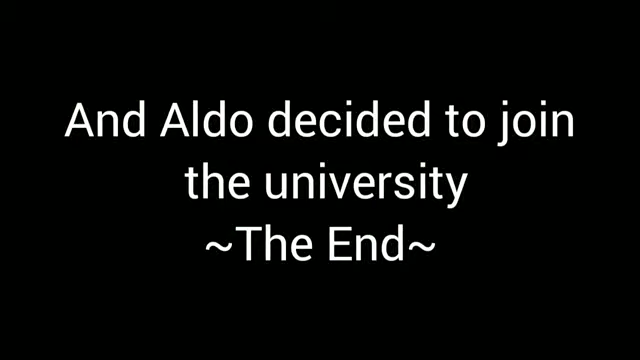 And Aldo decided to join
the university
~The End~